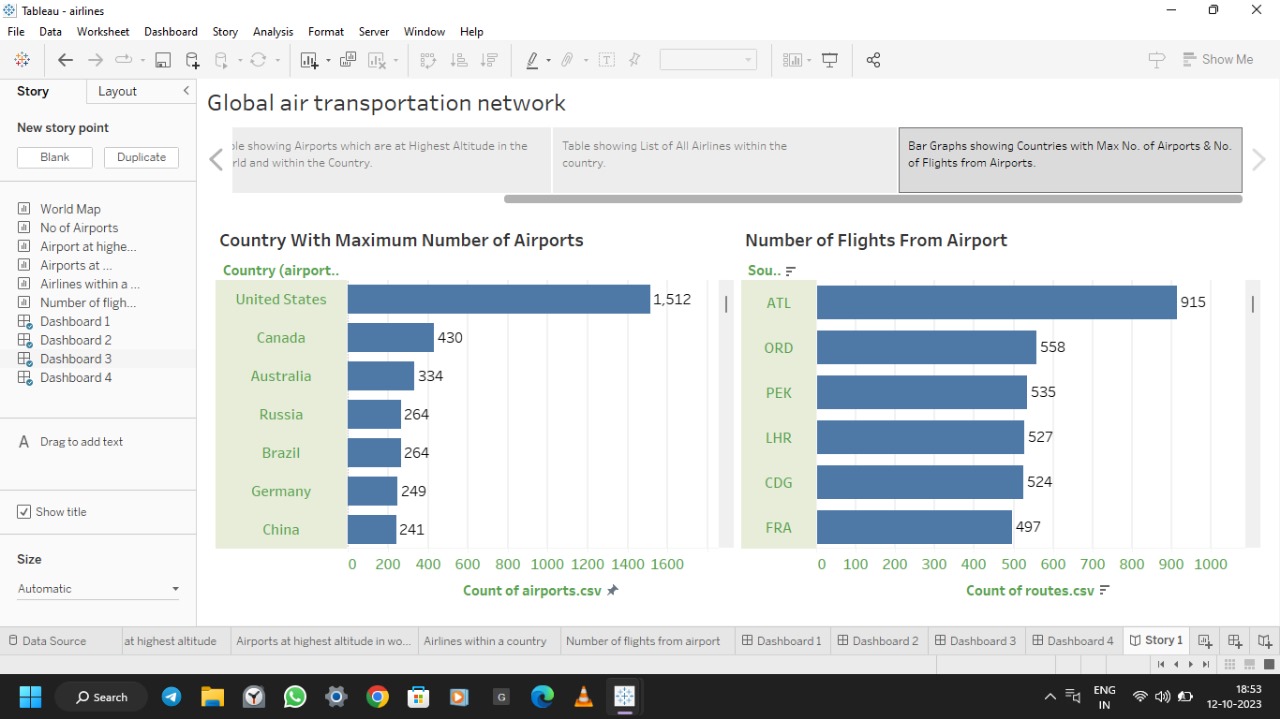 Tableau - airlines
File Data Worksheet Dashboard Story Analysis Format Server Window Help
Show Me
Story Layout
New story point
Blank Duplicate
World Map
No of Airports
Airport at highe...
Airports at ...
Airlines within a ...
Number of fligh...
Dashboard 1
Dashboard 2
Dashboard 3
Dashboard 4
A Drag to add text
Show title
Size
Automatic
Global air transportation network
ble showing Airports which are at Highest Altitude in the
rld and within the Country.
Table showing List of All Airlines within the
country.
Bar Graphs showing Countries with Max No. of Airports & No.
of Flights from Airports.
Country With Maximum Number of Airports
Country (airport..
United States 1,512
Canada 430
Australia 334
Russia 264
Brazil 264
Germany 249
China 241
0 200 400 600 800 1000 1200 1400 1600
Count of airports.csv
Number of Flights From Airport
Sou..
ATL 915
ORD 558
PEK 535
LHR 527
CDG 524
FRA 497
0 100 200 300 400 500 600 700 800 900 1000
Count of routes.csv
Data Source at highest altitude Airports at highest altitude in wo... Airlines within a country Number of flights from airport Dashboard 1 Dashboard 2 Dashboard 3 Dashboard 4 Story 1
Search
G
ENG
IN
18:53
12-10-2023